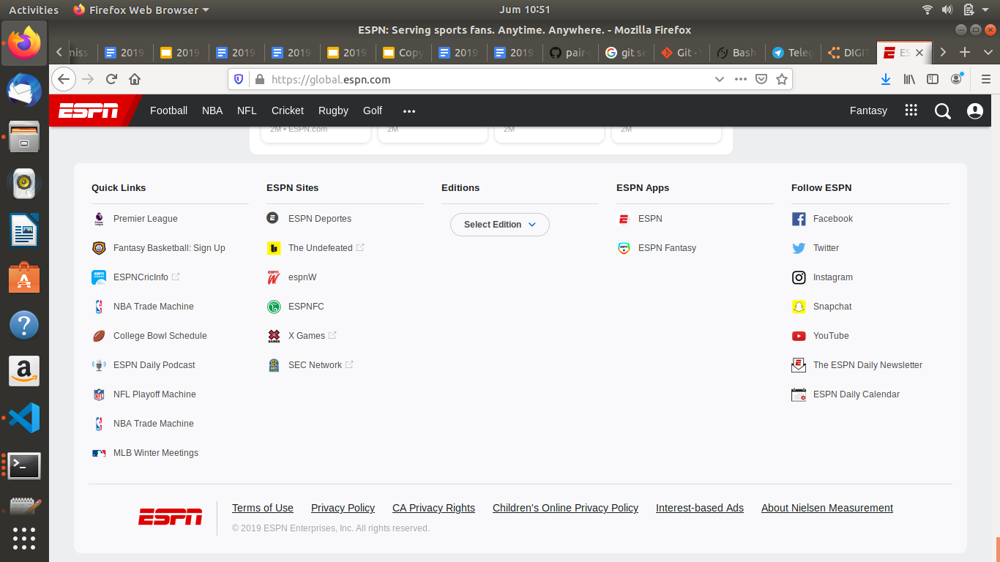 Activities Firefox Web Browser Jum 10:51
ESPN: Serving sports fans. Anytime. Anywhere. - Mozilla Firefox
2019 2019 2019 2019 2019 Copy 2019 2019 pair- git se Git - Bash Teleg DIGI ES
https://global.espn.com
ESPN Football NBA NFL Cricket Rugby Golf Fantasy
2M • ESPN.com 2M 2M 2M
Quick Links
Premier League
Fantasy Basketball: Sign Up
ESPNCricInfo
NBA Trade Machine
College Bowl Schedule
ESPN Daily Podcast
NFL Playoff Machine
NBA Trade Machine
MLB Winter Meetings
ESPN Sites
ESPN Deportes
The Undefeated
espnW
ESPNFC
X Games
SEC Network
Editions
Select Edition
ESPN Apps
ESPN
ESPN Fantasy
Follow ESPN
Facebook
Twitter
Instagram
Snapchat
YouTube
The ESPN Daily Newsletter
ESPN Daily Calendar
ESPN
Terms of Use Privacy Policy CA Privacy Rights Children's Online Privacy Policy Interest-based Ads About Nielsen Measurement
© 2019 ESPN Enterprises, Inc. All rights reserved.